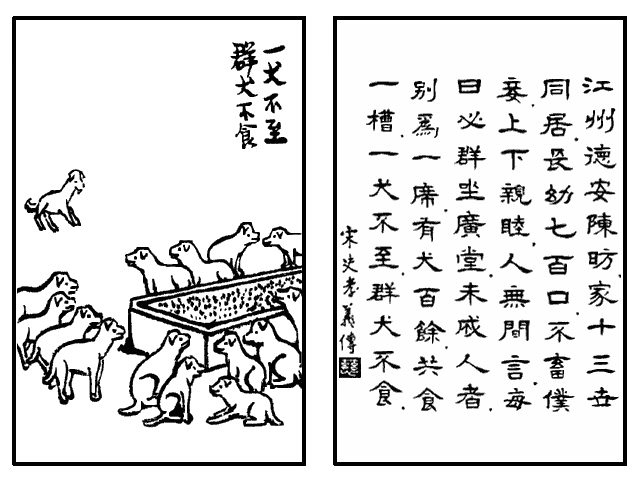 一犬不至
群犬不食
江州德安陳昉家十三世
同居長幼七百口不畜僕
妾上下親睦人無間言每
日必群坐廣堂未成人者
別爲一席有犬百餘共食
一槽一犬不至群犬不食
宋史孝義傳